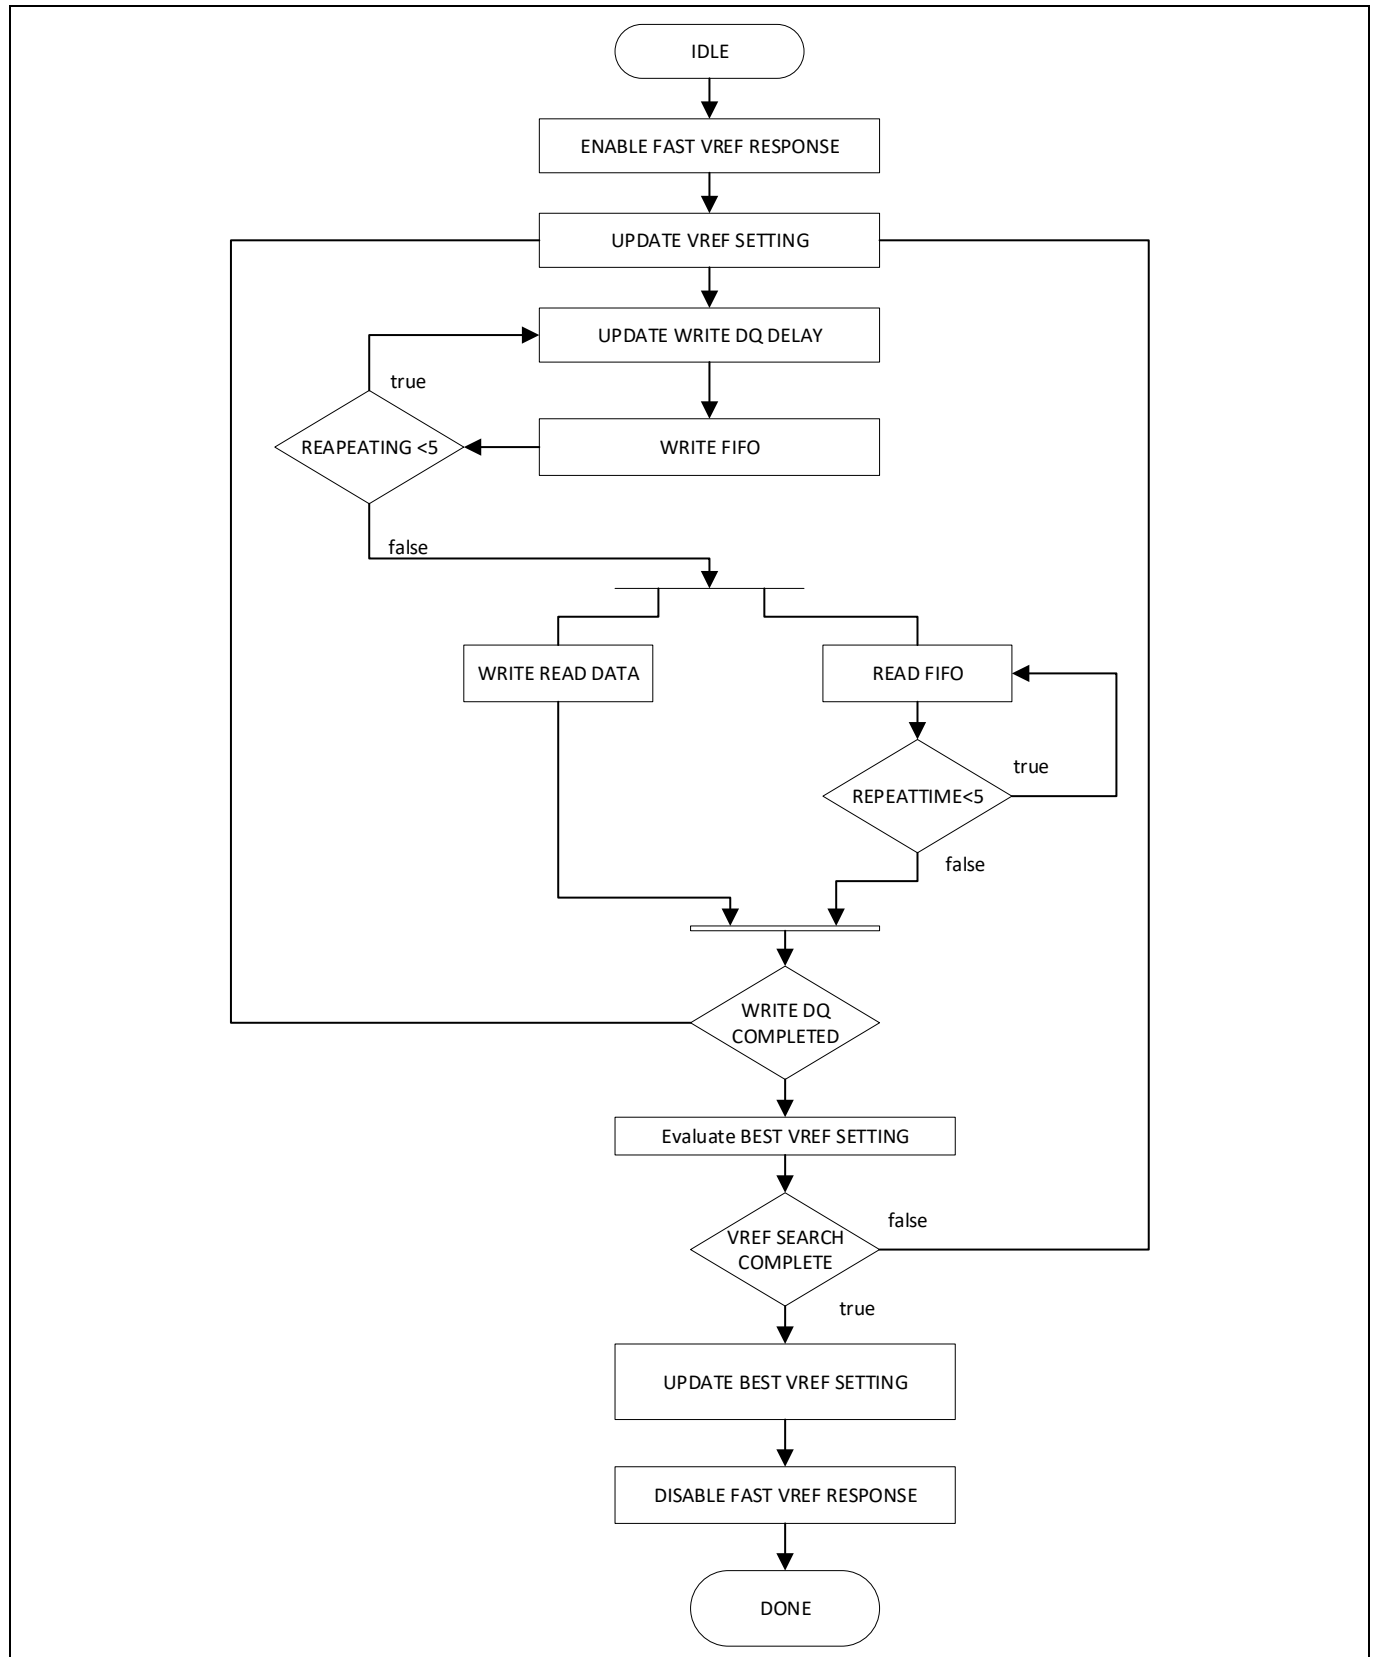 IDLE
ENABLE FAST VREF RESPONSE
UPDATE VREF SETTING
UPDATE WRITE DQ DELAY
true
REAPEATING <5
WRITE FIFO
false
WRITE READ DATA
READ FIFO
true
REPEATTIME<5
false
WRITE DQ
COMPLETED
Evaluate BEST VREF SETTING
false
VREF SEARCH
COMPLETE
true
UPDATE BEST VREF SETTING
DISABLE FAST VREF RESPONSE
DONE